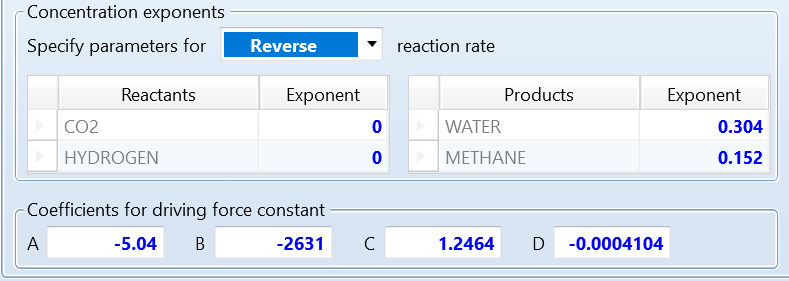 Concentration exponents
Specify parameters for Reverse reaction rate
Reactants Exponent Products Exponent
CO2 0 WATER 0.304
HYDROGEN 0 METHANE 0.152
Coefficients for driving force constant
A -5.04 B -2631 C 1.2464 D -0.0004104